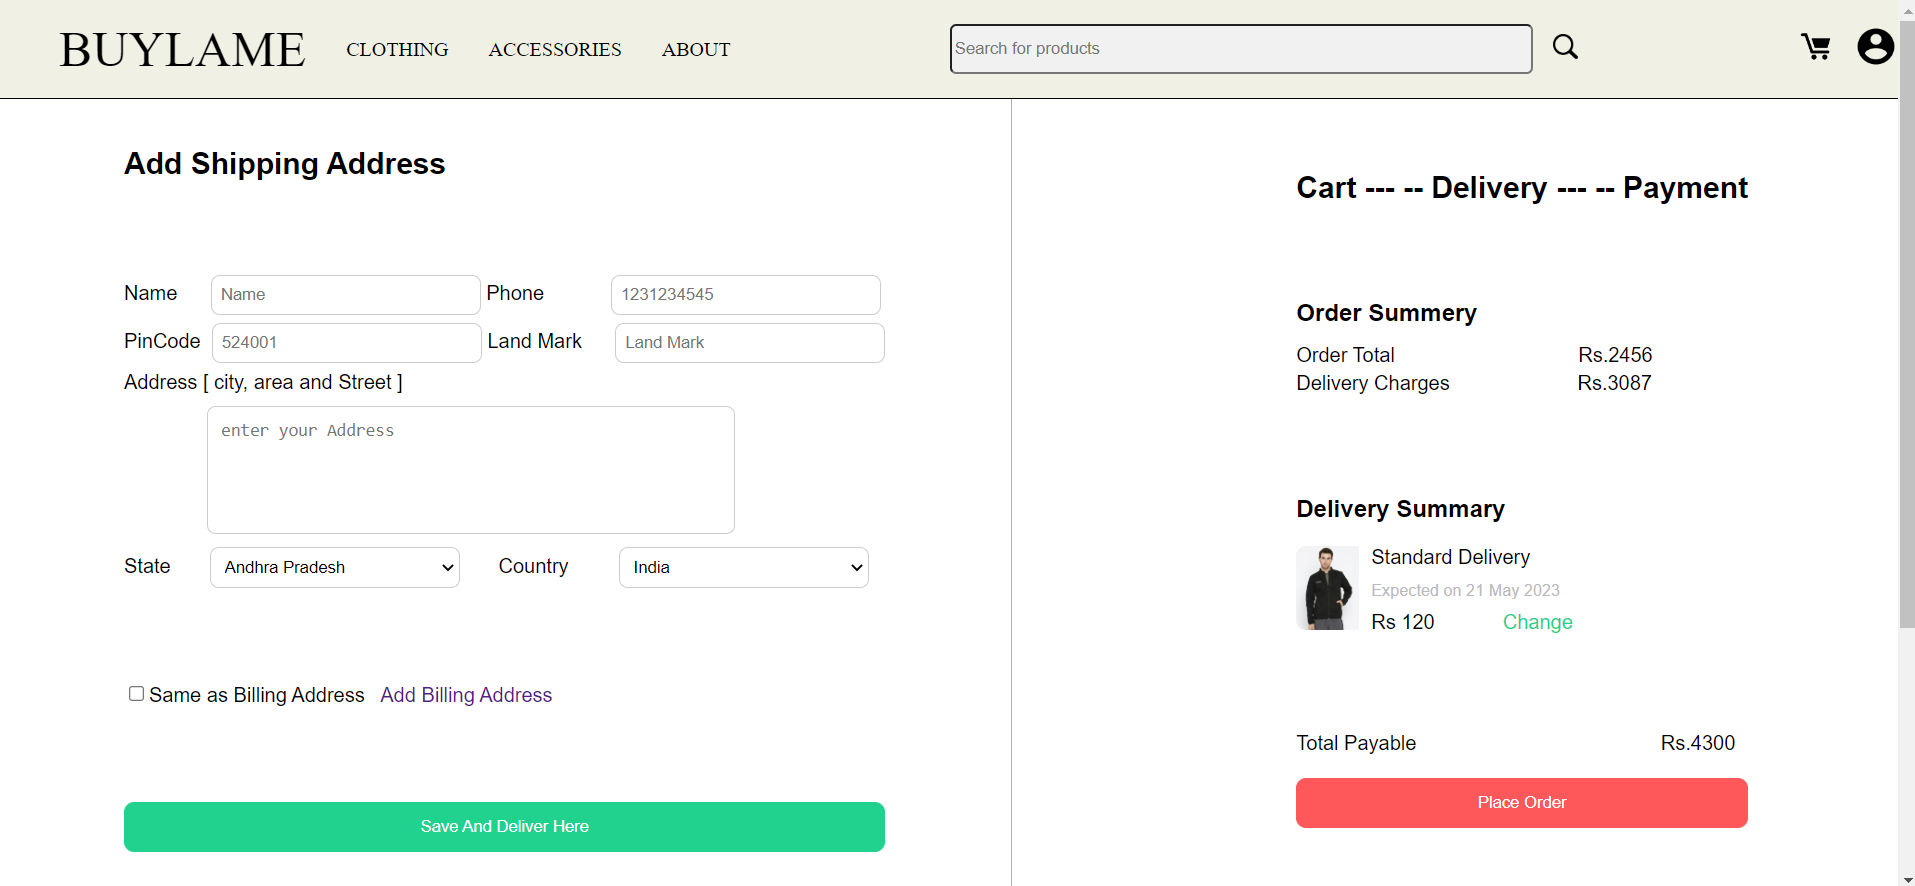 BUYLAME CLOTHING ACCESSORIES ABOUT Search for products
Add Shipping Address
Name Name Phone 1231234545
PinCode 524001 Land Mark Land Mark
Address [ city, area and Street ]
enter your Address
State Andhra Pradesh Country India
Same as Billing Address Add Billing Address
Save And Deliver Here
Cart --- -- Delivery --- -- Payment
Order Summery
Order Total Rs.2456
Delivery Charges Rs.3087
Delivery Summary
Standard Delivery
Expected on 21 May 2023
Rs 120 Change
Total Payable Rs.4300
Place Order